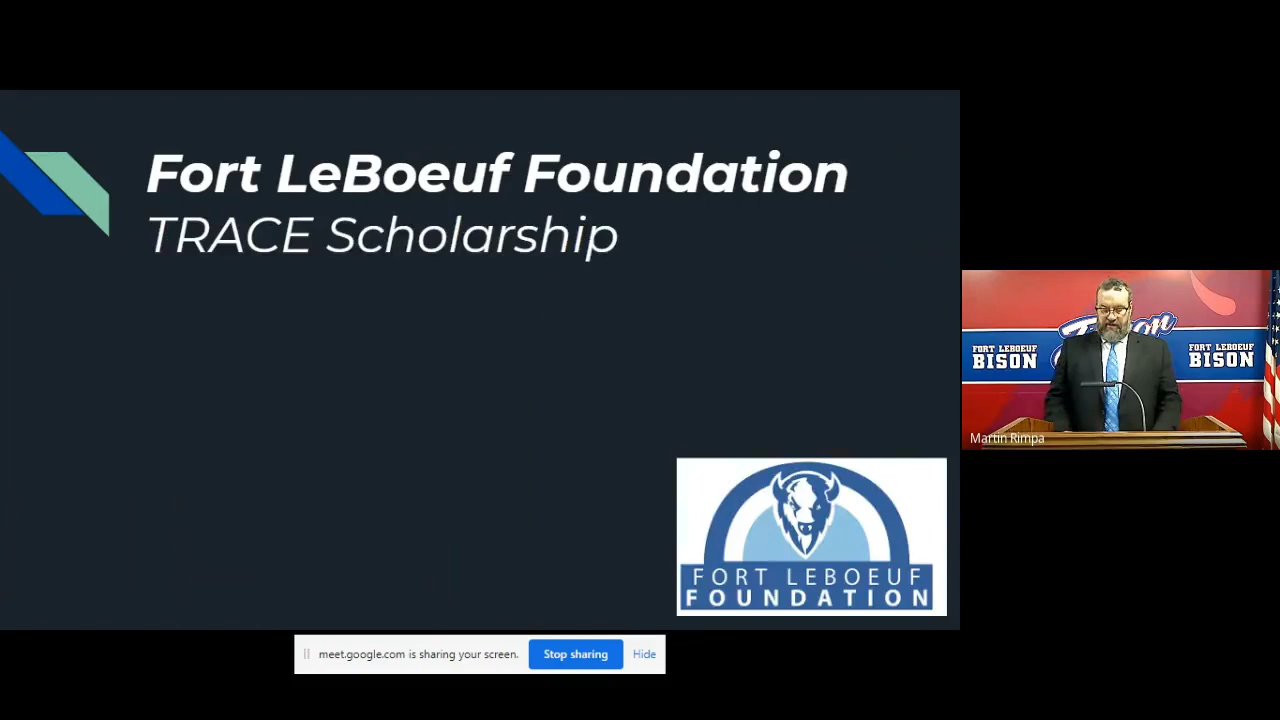 Fort LeBoeuf Foundation
TRACE Scholarship
FORT LEBOEUF
BISON
FORT LEBOEUF
BISON
Martin Rimpa
FORT LEBOEUF
FOUNDATION
meet.google.com is sharing your screen.
Stop sharing
Hide